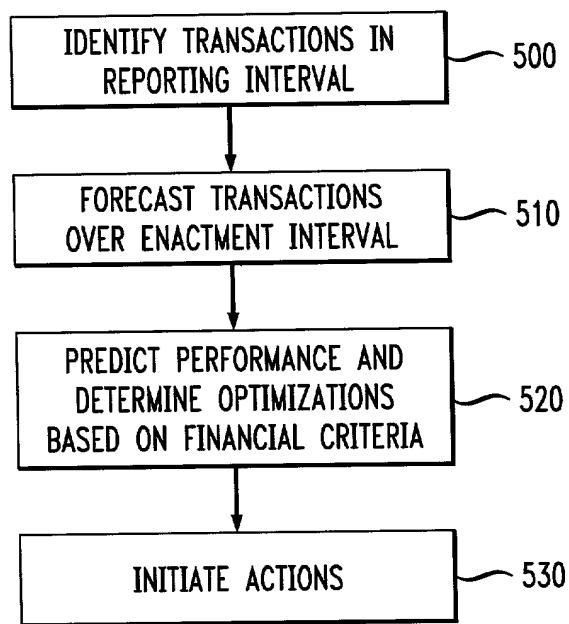 IDENTIFY TRANSACTIONS IN
REPORTING INTERVAL
500
FORECAST TRANSACTIONS
OVER ENACTMENT INTERVAL
510
PREDICT PERFORMANCE AND
DETERMINE OPTIMIZATIONS
BASED ON FINANCIAL CRITERIA
520
INITIATE ACTIONS
530